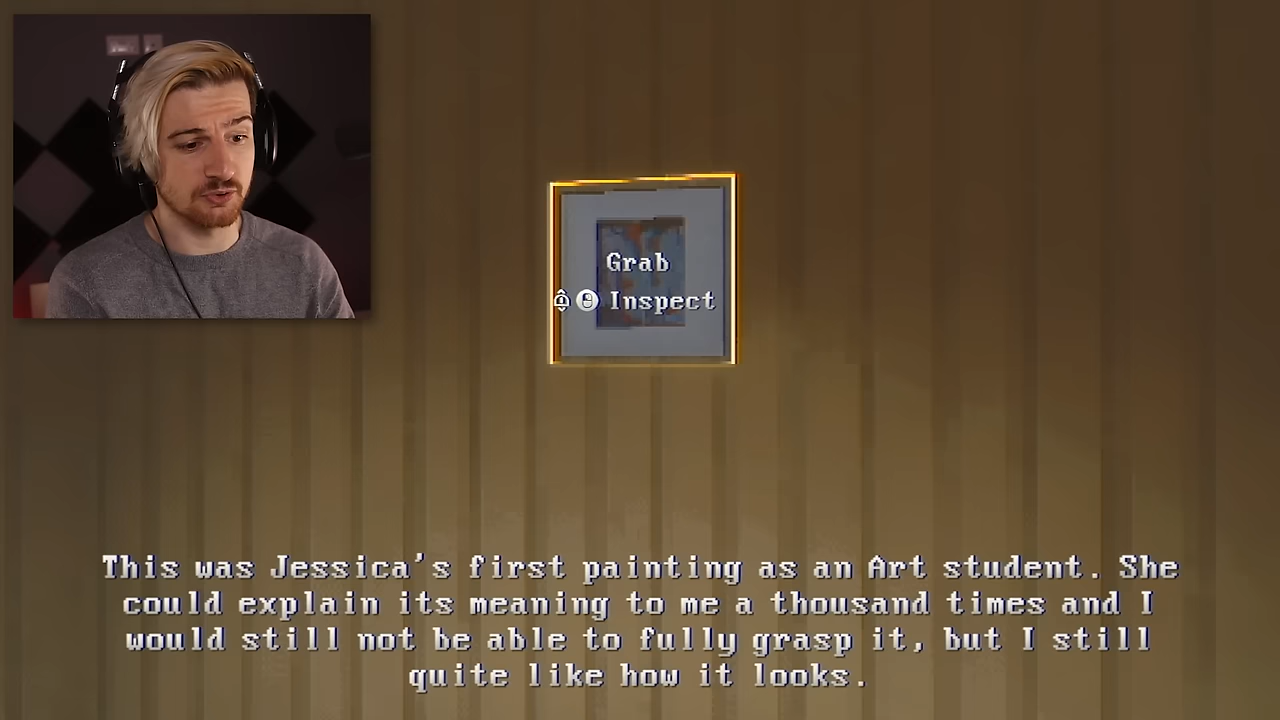 Grab
Inspect
This was Jessica's first painting as an Art student. She
could explain its meaning to me a thousand times and I
would still not be able to fully grasp it, but I still
quite like how it looks.